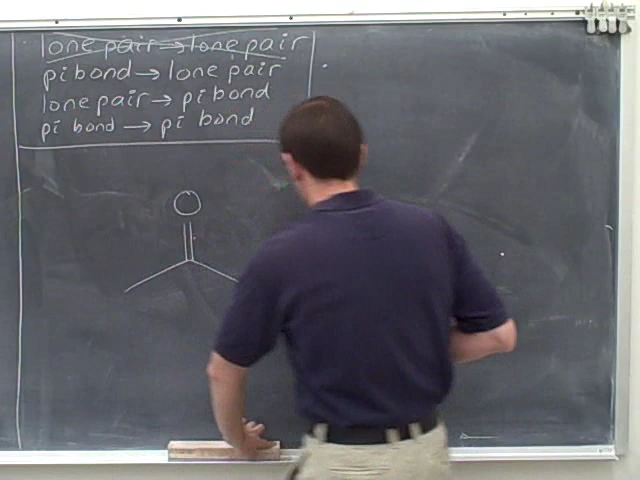 lone pair → lone pair
pi bond → lone pair
lone pair → pi bond
pi bond → pi bond
O